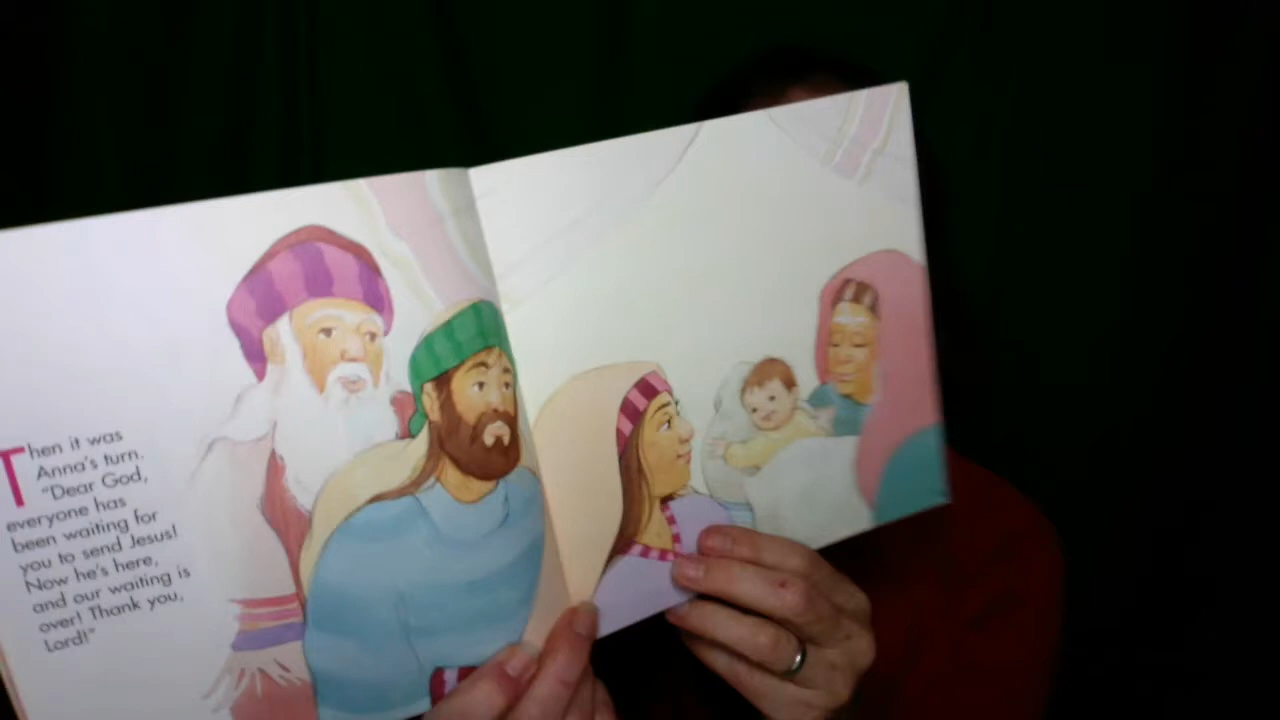 Then it was
Anna's turn.
"Dear God,
everyone has
been waiting for
you to send Jesus!
Now he's here,
and our waiting is
over! Thank you,
Lord!"